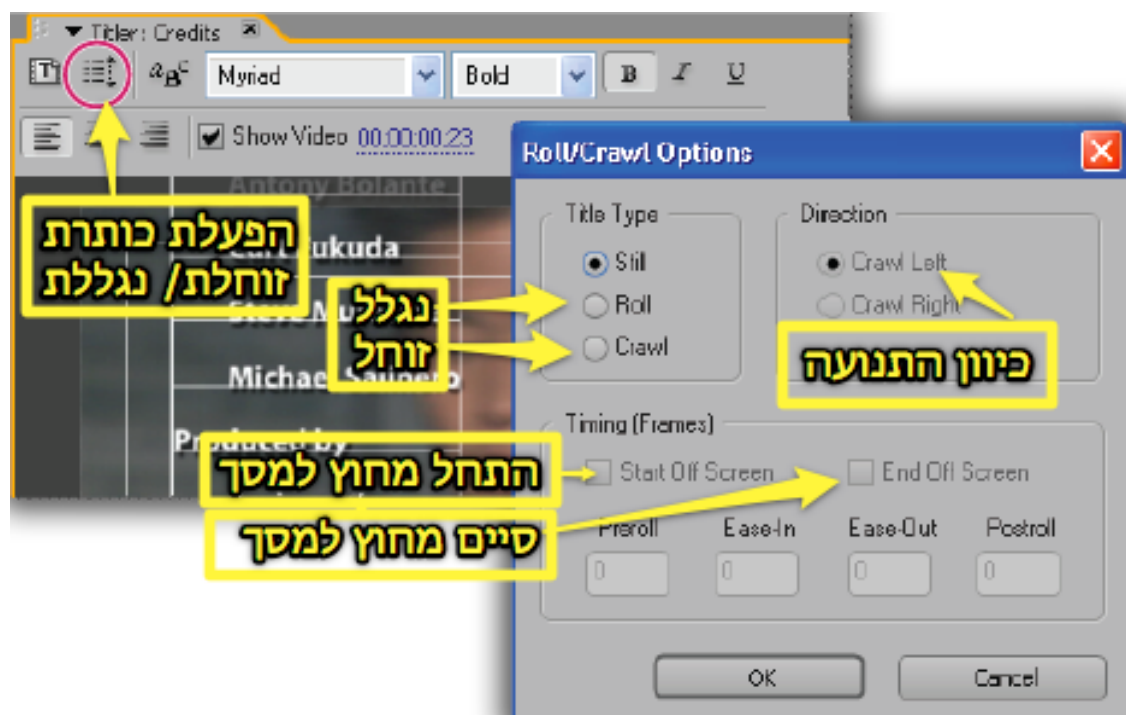 Titler: Credits
aBC Myriad Bold B I U
Show Video 00:00:00:23
Antony Bolante
הפעלת כותרת
זוחלת/ נגללת
ukuda
Michae
Produced by
Roll/Crawl Options
Title Type
Still
Roll
Crawl
נגלל
זוחל
Direction
Crawl Left
Crawl Right
כיוון התנועה
Timing (Frames)
התחל מחוץ למסך
Start Off Screen
End Off Screen
סיים מחוץ למסך
Preroll Ease-In Ease-Out Postroll
0 0 0 0
OK Cancel